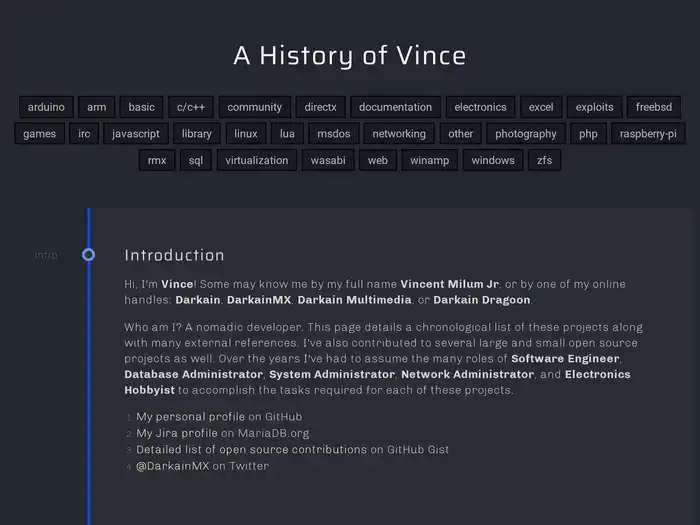 A History of Vince
arduino arm basic c/c++ community directx documentation electronics excel exploits freebsd
games irc javascript library linux lua msdos networking other photography php raspberry-pi
rmx sql virtualization wasabi web winamp windows zfs
Intro
Introduction
Hi, I'm Vince! Some may know me by my full name Vincent Milum Jr, or by one of my online
handles: Darkain, DarkainMX, Darkain Multimedia, or Darkain Dragoon.
Who am I? A nomadic developer. This page details a chronological list of these projects along
with many external references. I've also contributed to several large and small open source
projects as well. Over the years I've had to assume the many roles of Software Engineer,
Database Administrator, System Administrator, Network Administrator, and Electronics
Hobbyist to accomplish the tasks required for each of these projects.
1 My personal profile on GitHub
2 My Jira profile on MariaDB.org
3 Detailed list of open source contributions on GitHub Gist
4 @DarkainMX on Twitter